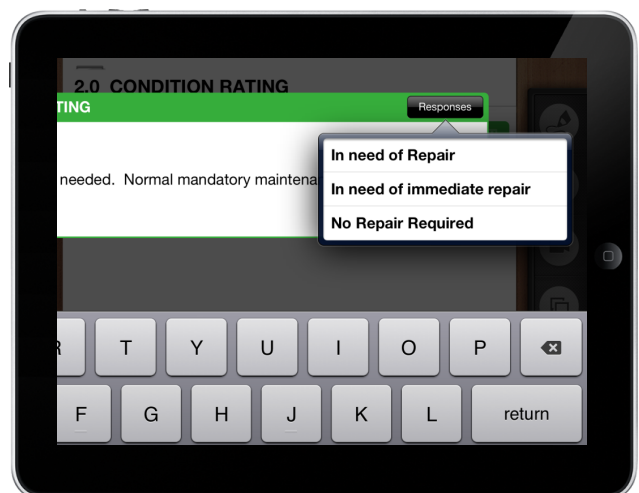 2.0 CONDITION RATING
TING
Responses
needed. Normal mandatory maintena
In need of Repair
In need of immediate repair
No Repair Required
T Y U I O P
F G H J K L return